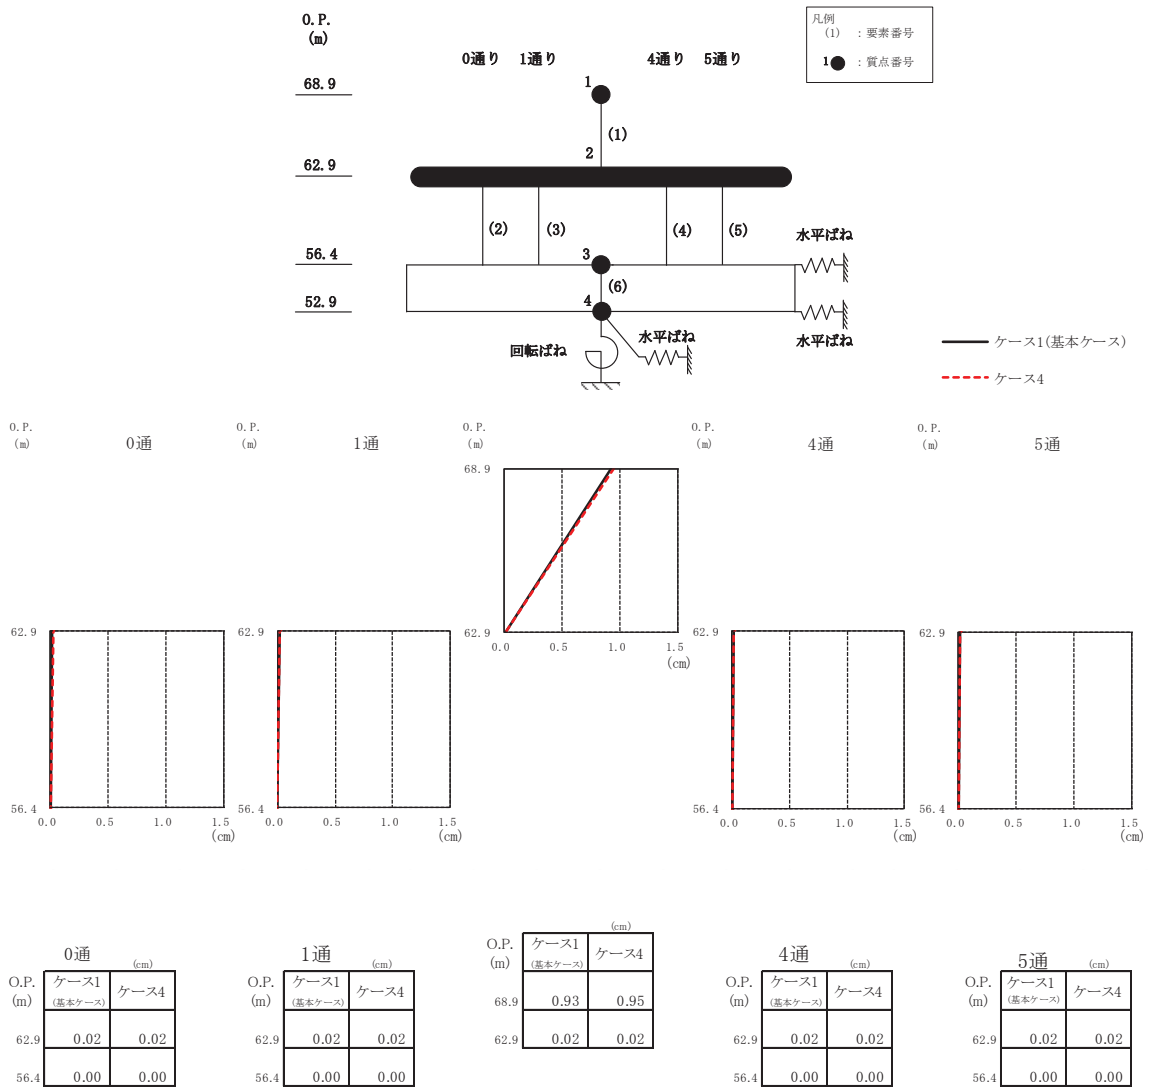 O.P.
(m)
0通り 1通り 4通り 5通り
凡例
(1) : 要素番号
1 : 質点番号
68.9
1
(1)
62.9
2
(2) (3) (4) (5)
水平ばね
56.4
3
(6)
52.9
4
水平ばね
水平ばね
回転ばね
ケース1(基本ケース)
ケース4
O.P.
(m)
0通
O.P.
(m)
1通
O.P.
(m)
O.P.
(m)
4通
O.P.
(m)
5通
68.9
62.9
0.0 0.5 1.0 1.5
(cm)
62.9
56.4
0.0 0.5 1.0 1.5
(cm)
62.9
56.4
0.0 0.5 1.0 1.5
(cm)
62.9
56.4
0.0 0.5 1.0 1.5
(cm)
62.9
56.4
0.0 0.5 1.0 1.5
(cm)
0通 (cm)
O.P.
(m)
ケース1
(基本ケース)
ケース4
62.9 0.02 0.02
56.4 0.00 0.00
1通 (cm)
O.P.
(m)
ケース1
(基本ケース)
ケース4
62.9 0.02 0.02
56.4 0.00 0.00
(cm)
O.P.
(m)
ケース1
(基本ケース)
ケース4
68.9 0.93 0.95
62.9 0.02 0.02
4通 (cm)
O.P.
(m)
ケース1
(基本ケース)
ケース4
62.9 0.02 0.02
56.4 0.00 0.00
5通 (cm)
O.P.
(m)
ケース1
(基本ケース)
ケース4
62.9 0.02 0.02
56.4 0.00 0.00